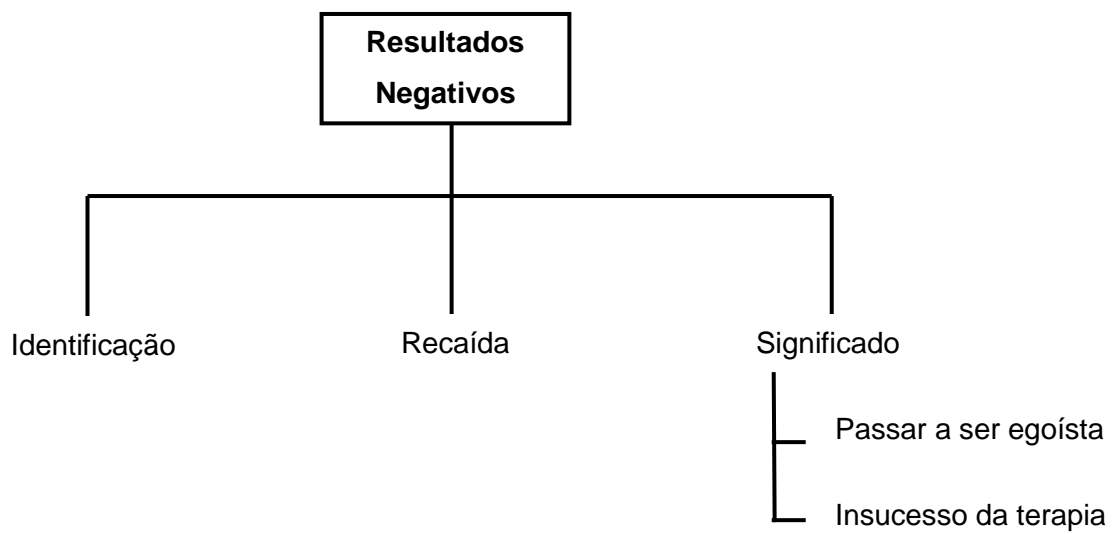 Resultados
Negativos
Identificação
Recaída
Significado
Passar a ser egoísta
Insucesso da terapia